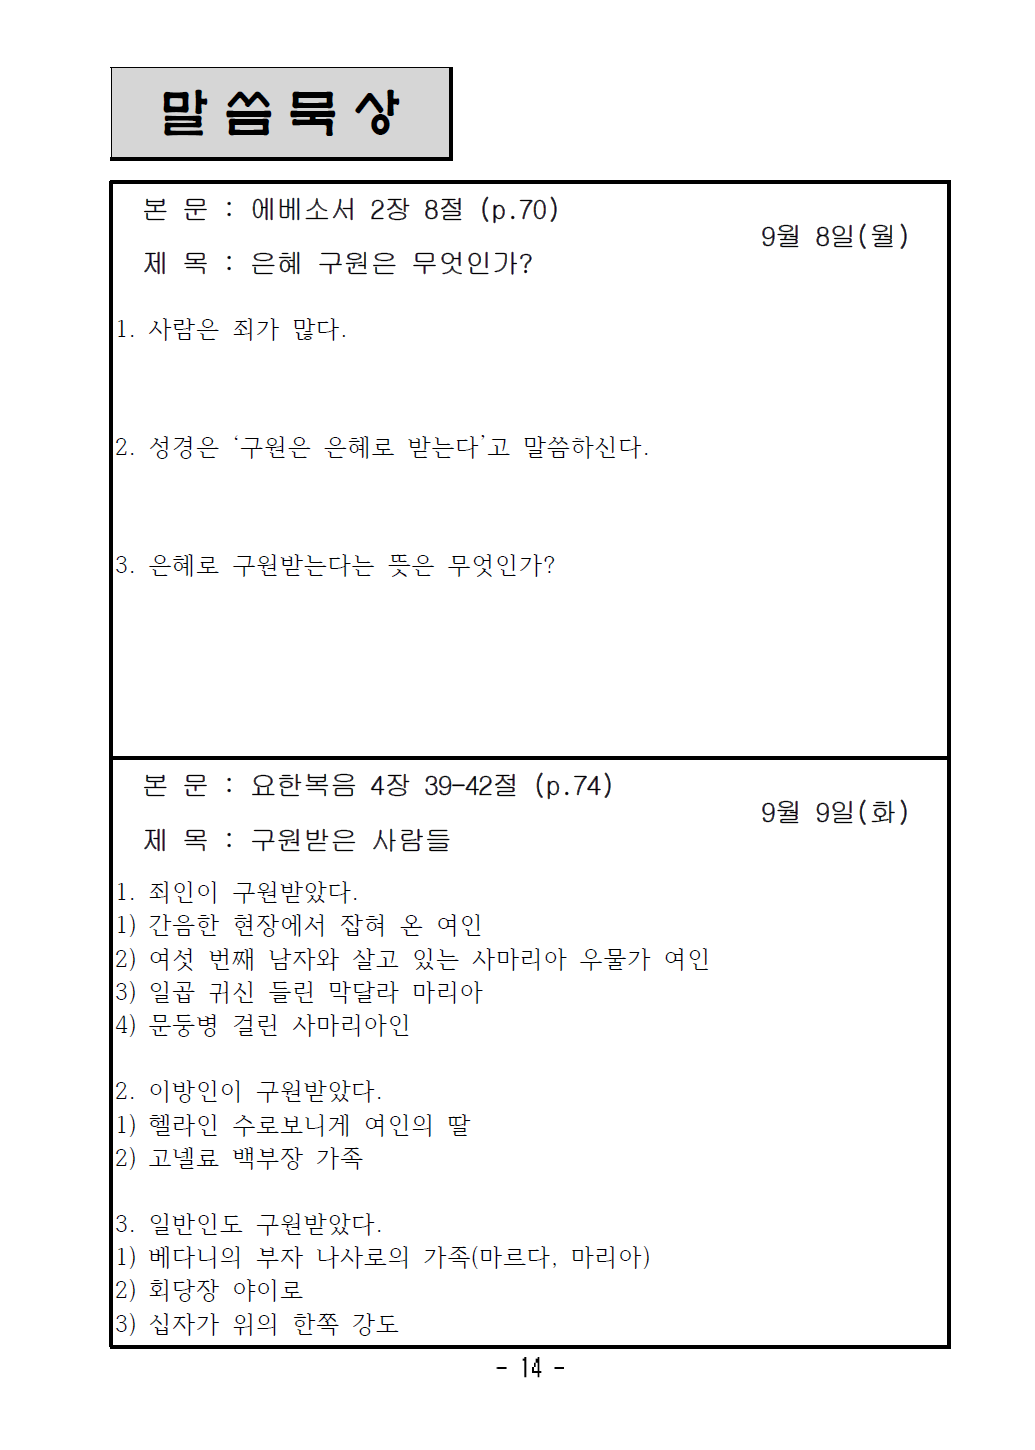 말씀묵상
본 문 : 에베소서 2장 8절 (p.70)
9월 8일(월)
제 목 : 은혜 구원은 무엇인가?
1. 사람은 죄가 많다.
2. 성경은 ‘구원은 은혜로 받는다’고 말씀하신다.
3. 은혜로 구원받는다는 뜻은 무엇인가?
본 문 : 요한복음 4장 39-42절 (p.74)
9월 9일(화)
제 목 : 구원받은 사람들
1. 죄인이 구원받았다.
1) 간음한 현장에서 잡혀 온 여인
2) 여섯 번째 남자와 살고 있는 사마리아 우물가 여인
3) 일곱 귀신 들린 막달라 마리아
4) 문둥병 걸린 사마리아인
2. 이방인이 구원받았다.
1) 헬라인 수로보니게 여인의 딸
2) 고넬료 백부장 가족
3. 일반인도 구원받았다.
1) 베다니의 부자 나사로의 가족(마르다, 마리아)
2) 회당장 야이로
3) 십자가 위의 한쪽 강도
- 14 -